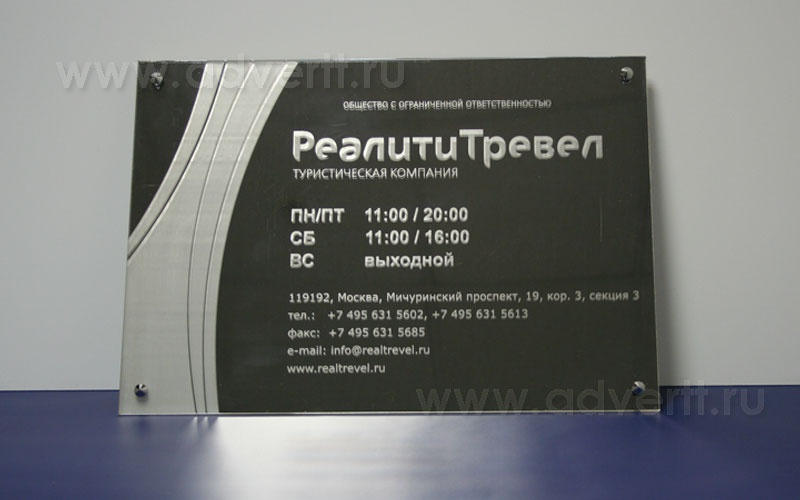 www.advertt.ru
ОБЩЕСТВО С ОГРАНИЧЕННОЙ ОТВЕТСТВЕННОСТЬЮ
РеалитиТревел
ТУРИСТИЧЕСКАЯ КОМПАНИЯ
ПН/ПТ 11:00 / 20:00
СБ 11:00 / 16:00
ВС выходной
119192, Москва, Мичуринский проспект, 19, кор. 3, секция 3
тел.: +7 495 631 5602, +7 495 631 5613
факс: +7 495 631 5685
e-mail: info@realtrevel.ru
www.realtrevel.ru
www.advertt.ru